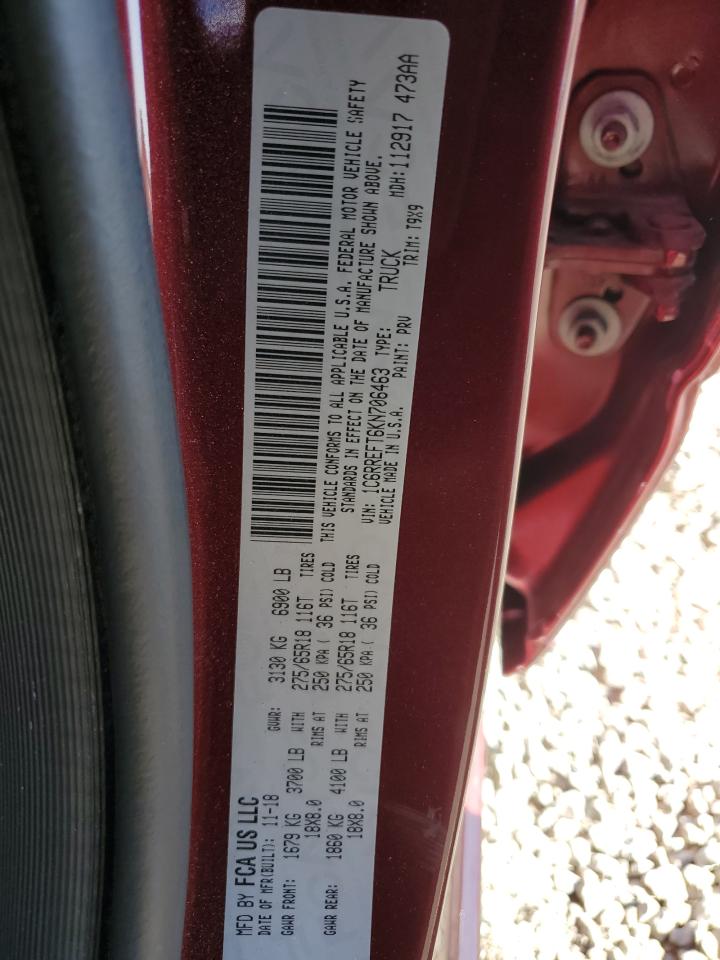 MFD BY FCA US LLC
DATE OF MFR(BUILT): 11-18 GVWR: 3130 KG 6900 LB
GAWR FRONT: 1679 KG 3700 LB WITH 275/65R18 116T TIRES
18X8.0 RIMS AT 250 KPA ( 36 PSI) COLD
GAWR REAR: 1860 KG 4100 LB WITH 275/65R18 116T TIRES
18X8.0 RIMS AT 250 KPA ( 36 PSI) COLD
THIS VEHICLE CONFORMS TO ALL APPLICABLE U.S.A. FEDERAL MOTOR VEHICLE SAFETY
STANDARDS IN EFFECT ON THE DATE OF MANUFACTURE SHOWN ABOVE.
VIN: 1C6RREFT6KN706463 TYPE: TRUCK MDH: 112917 473AA
VEHICLE MADE IN U.S.A. PAINT: PRV TRIM: T9X9